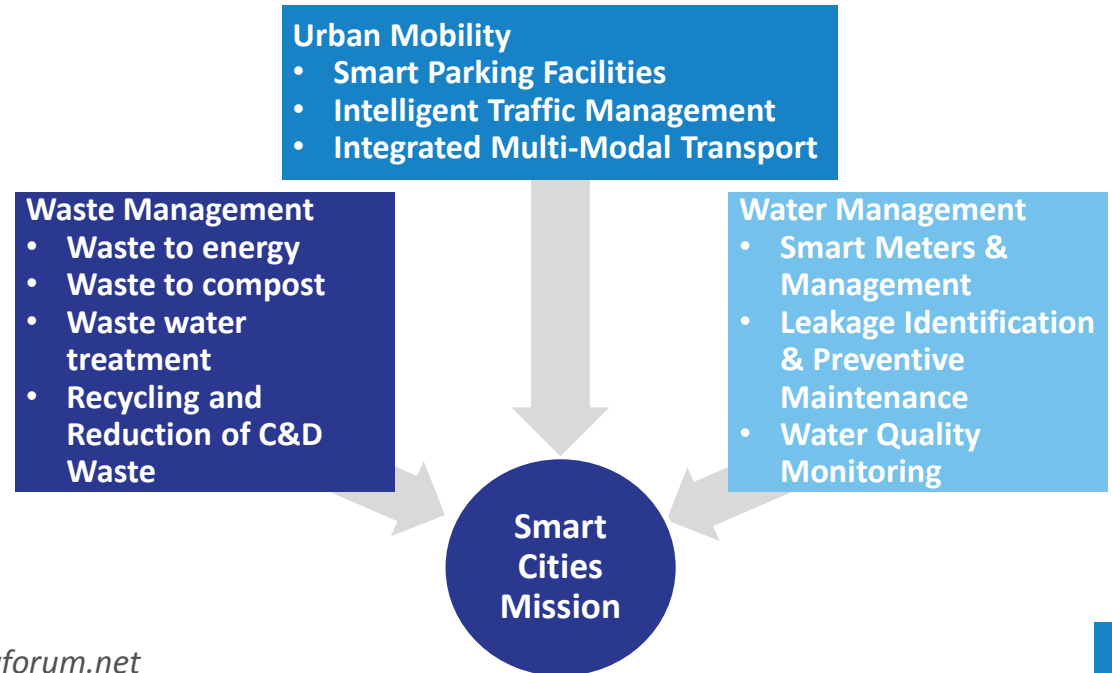 Urban Mobility
• Smart Parking Facilities
• Intelligent Traffic Management
• Integrated Multi-Modal Transport
Waste Management
• Waste to energy
• Waste to compost
• Waste water
treatment
• Recycling and
Reduction of C&D
Waste
Water Management
• Smart Meters &
Management
• Leakage Identification
& Preventive
Maintenance
• Water Quality
Monitoring
Smart
Cities
Mission
forum.net